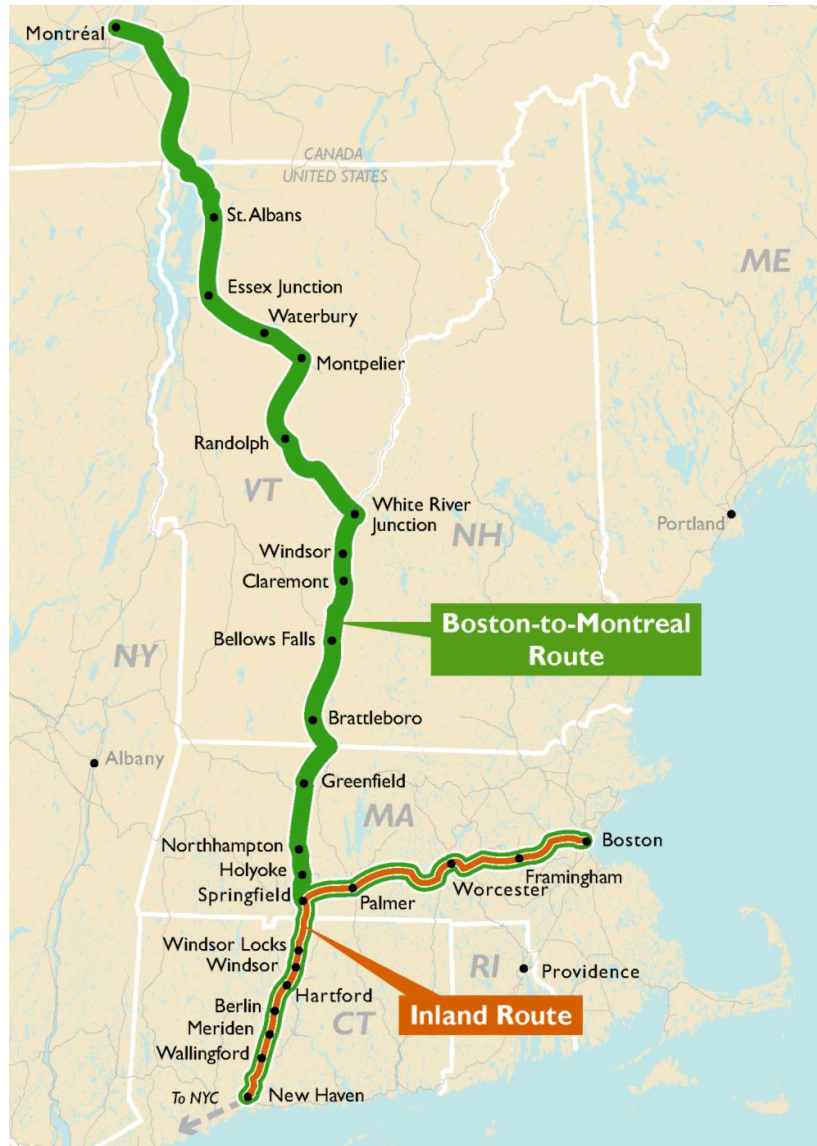 Montréal
CANADA
UNITED STATES
St. Albans
ME
Essex Junction
Waterbury
Montpelier
Randolph
VT
White River
Junction
Portland
NH
Windsor
Claremont
Boston-to-Montreal
Route
Bellows Falls
NY
Brattleboro
Albany
Greenfield
MA
Northhampton
Boston
Holyoke
Worcester
Framingham
Springfield
Palmer
Windsor Locks
Windsor
RI
Providence
Hartford
Berlin
Inland Route
CT
Meriden
Wallingford
To NYC
New Haven